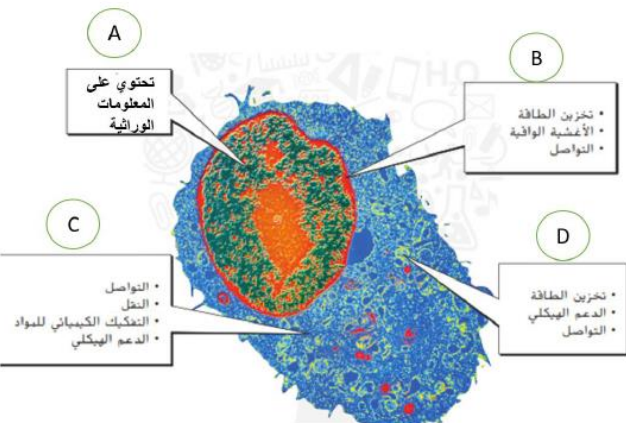 A
تحتوي على
المعلومات
الوراثية
B
• تخزين الطاقة
• الأغشية الواقية
• التواصل
C
• التواصل
• النقل
• التفكيك الكيميائي للمواد
• الدعم الهيكلي
D
• تخزين الطاقة
• الدعم الهيكلي
• التواصل
H₂O